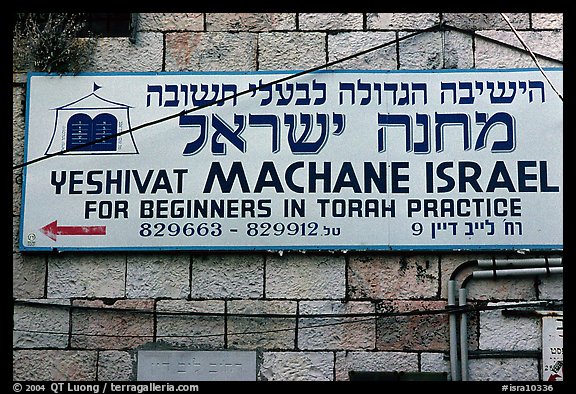 הישיבה הגדולה לבעלי תשובה
מחנה ישראל
YESHIVAT MACHANE ISRAEL
FOR BEGINNERS IN TORAH PRACTICE
829663 - 829912 טל
רח' לייב דיין 9
© 2004 QT Luong / terragalleria.com
#isra10336